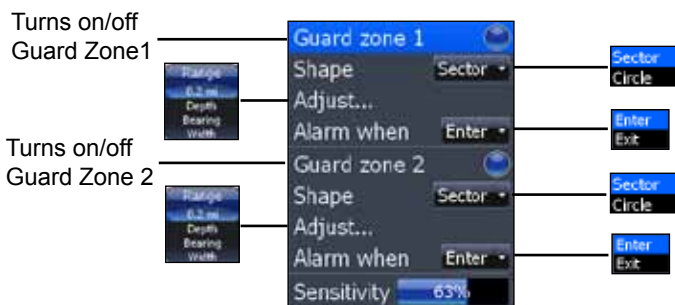 Turns on/off
Guard Zone1
Guard zone 1
Shape Sector
Sector
Circle
Range
0.2 mi
Depth
Bearing
Width
Adjust...
Alarm when Enter
Enter
Exit
Turns on/off
Guard Zone 2
Guard zone 2
Shape Sector
Sector
Circle
Range
0.2 mi
Depth
Bearing
Width
Adjust...
Alarm when Enter
Enter
Exit
Sensitivity 63%